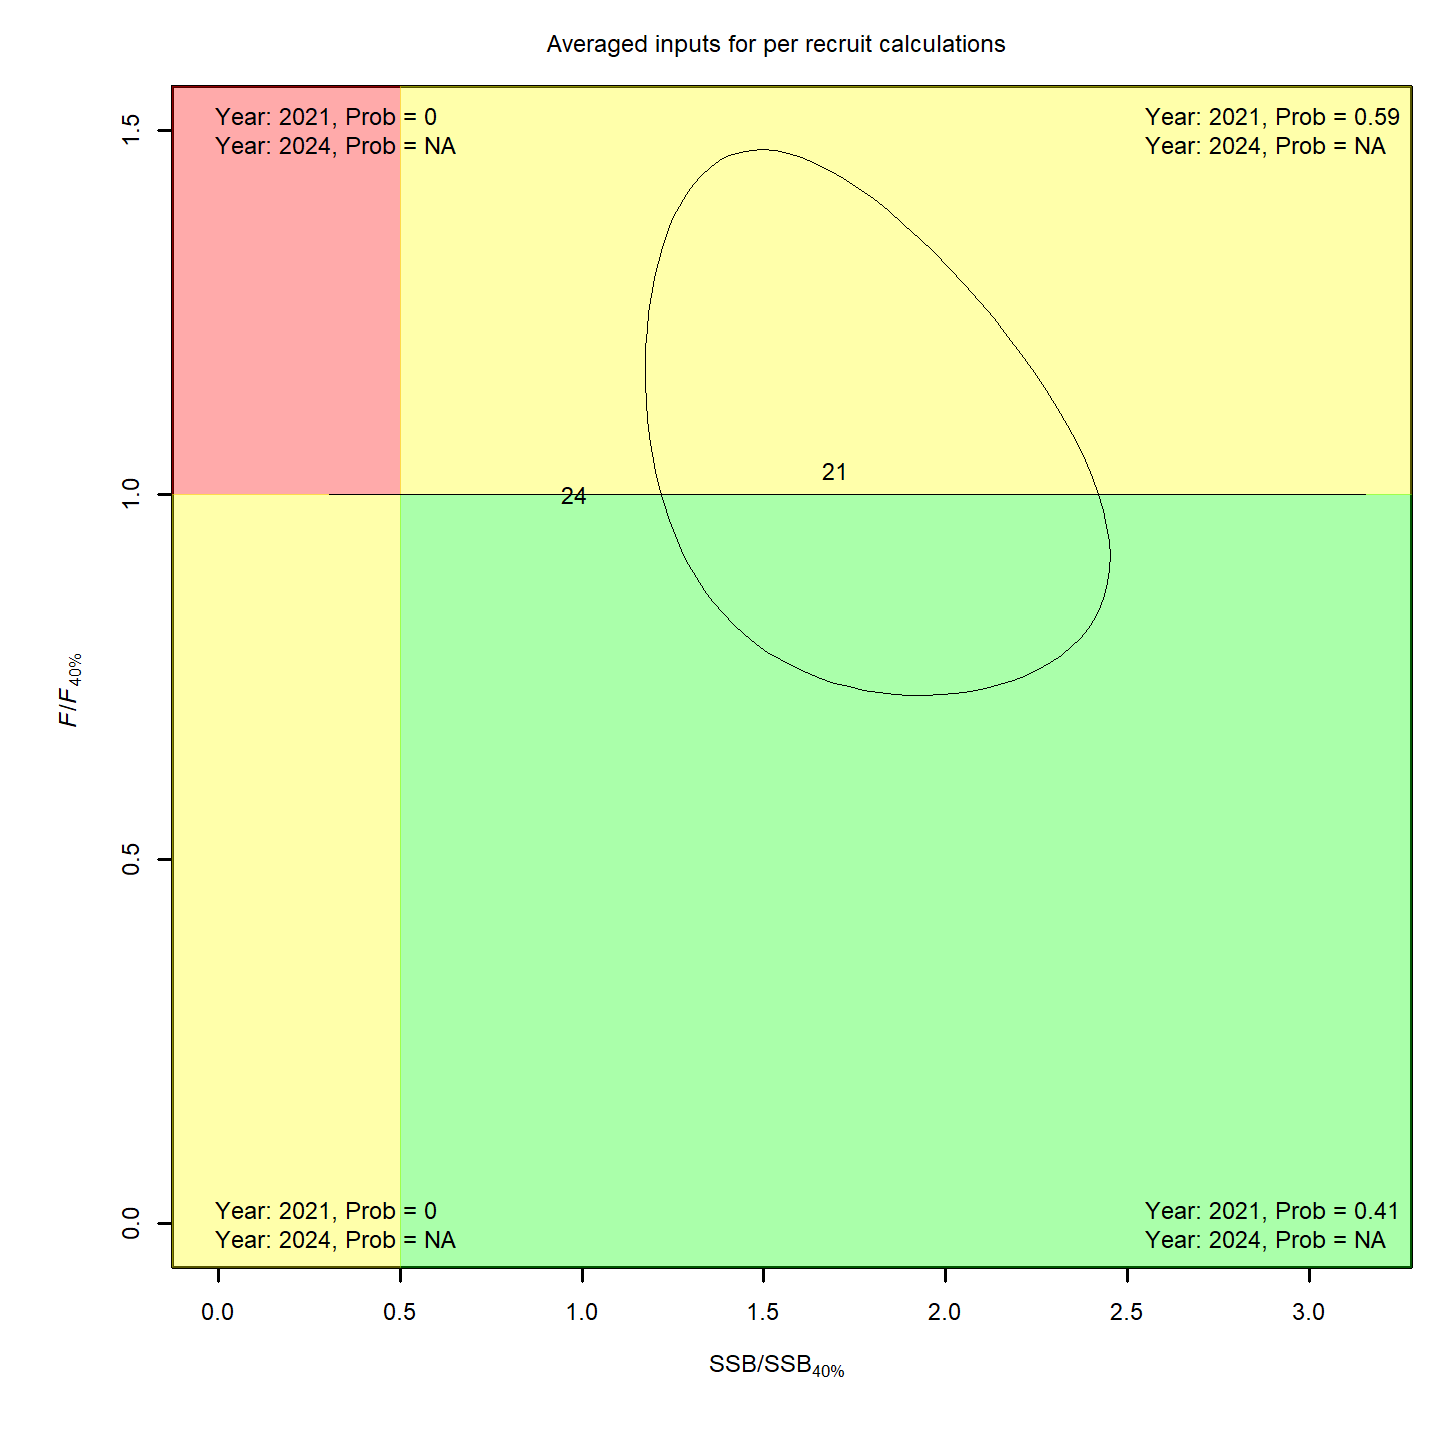 Averaged inputs for per recruit calculations
Year: 2021, Prob = 0
Year: 2024, Prob = NA
Year: 2021, Prob = 0.59
Year: 2024, Prob = NA
1.5
1.0
0.5
0.0
F/F40%
21
24
Year: 2021, Prob = 0
Year: 2024, Prob = NA
Year: 2021, Prob = 0.41
Year: 2024, Prob = NA
0.0 0.5 1.0 1.5 2.0 2.5 3.0
SSB/SSB40%